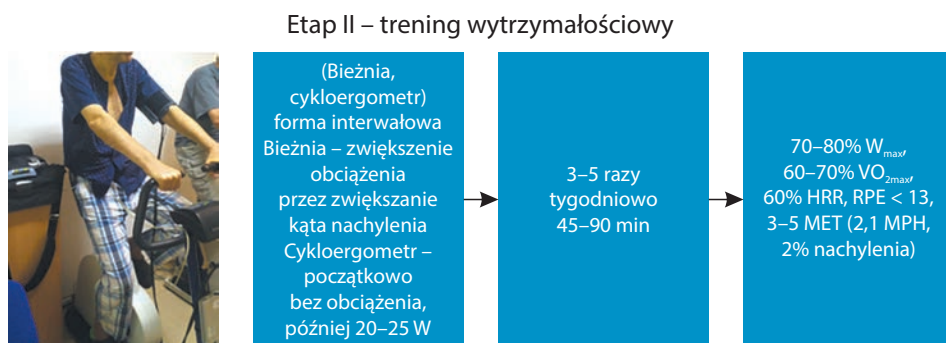 Etap II – trening wytrzymałościowy
(Bieżnia,
cykloergometr)
forma interwałowa
Bieżnia – zwiększenie
obciążenia
przez zwiększanie
kąta nachylenia
Cykloergometr –
początkowo
bez obciążenia,
później 20–25 W
3–5 razy
tygodniowo
45–90 min
70–80% Wmax,
60–70% VO2max,
60% HRR, RPE < 13,
3–5 MET (2,1 MPH,
2% nachylenia)